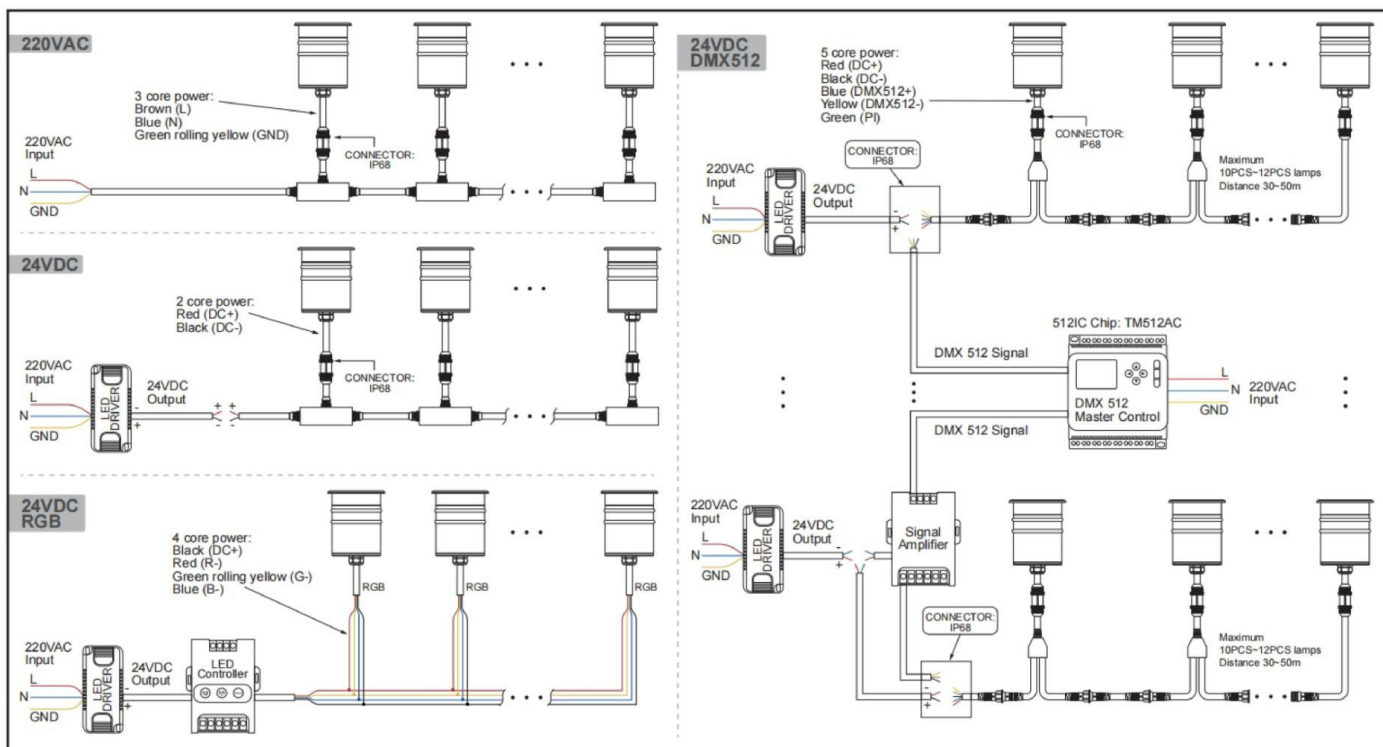 220VAC
3 core power:
Brown (L)
Blue (N)
Green rolling yellow (GND)
CONNECTOR:
IP68
220VAC
Input
L
N
GND
24VDC
2 core power:
Red (DC+)
Black (DC-)
CONNECTOR:
IP68
220VAC
Input
L
N
GND
LED
DRIVER
24VDC
Output
-
+
+ +
- -
24VDC
RGB
4 core power:
Black (DC+)
Red (R-)
Green rolling yellow (G-)
Blue (B-)
RGB
RGB
RGB
220VAC
Input
L
N
GND
LED
DRIVER
24VDC
Output
-
+
LED
Controller
24VDC
DMX512
5 core power:
Red (DC+)
Black (DC-)
Blue (DMX512+)
Yellow (DMX512-)
Green (PI)
CONNECTOR:
IP68
CONNECTOR:
IP68
Maximum
10PCS~12PCS lamps
Distance 30~50m
220VAC
Input
L
N
GND
LED
DRIVER
24VDC
Output
-
+
512IC Chip: TM512AC
DMX 512 Signal
DMX 512
Master Control
L
N
GND
220VAC
Input
DMX 512 Signal
Signal
Amplifier
220VAC
Input
L
N
GND
LED
DRIVER
24VDC
Output
-
+
CONNECTOR:
IP68
-
+
Maximum
10PCS~12PCS lamps
Distance 30~50m